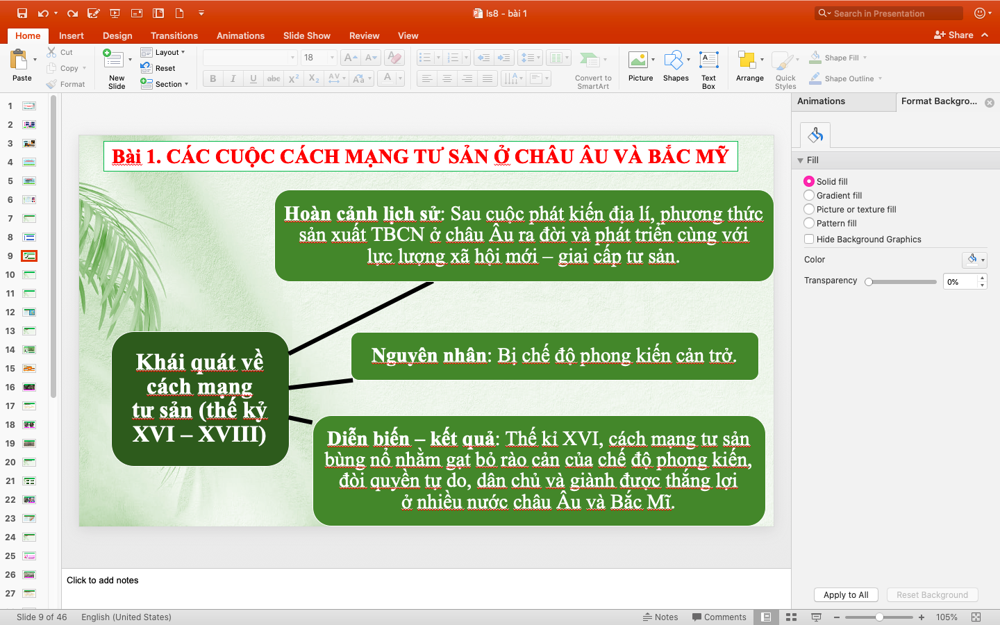 ls8 - bài 1
Search in Presentation
Home Insert Design Transitions Animations Slide Show Review View
Share
Paste
Cut
Copy
Format
New
Slide
Layout
Reset
Section
18
Convert to
SmartArt
Picture
Shapes
Text
Box
Arrange
Quick
Styles
Shape Fill
Shape Outline
1
2
3
4
5
6
7
8
9
10
11
12
13
14
15
16
17
18
19
20
21
22
23
24
25
26
27
Bài 1. CÁC CUỘC CÁCH MẠNG TƯ SẢN Ở CHÂU ÂU VÀ BẮC MỸ
Hoàn cảnh lịch sử: Sau cuộc phát kiến địa lí, phương thức
sản xuất TBCN ở châu Âu ra đời và phát triển cùng với
lực lượng xã hội mới – giai cấp tư sản.
Khái quát về
cách mạng
tư sản (thế kỷ
XVI – XVIII)
Nguyên nhân: Bị chế độ phong kiến cản trở.
Diễn biến – kết quả: Thế kỉ XVI, cách mạng tư sản
bùng nổ nhằm gạt bỏ rào cản của chế độ phong kiến,
đòi quyền tự do, dân chủ và giành được thắng lợi
ở nhiều nước châu Âu và Bắc Mĩ.
Click to add notes
Animations
Format Backgro...
Fill
Solid fill
Gradient fill
Picture or texture fill
Pattern fill
Hide Background Graphics
Color
Transparency
0%
Apply to All
Reset Background
Slide 9 of 46
English (United States)
Notes
Comments
105%